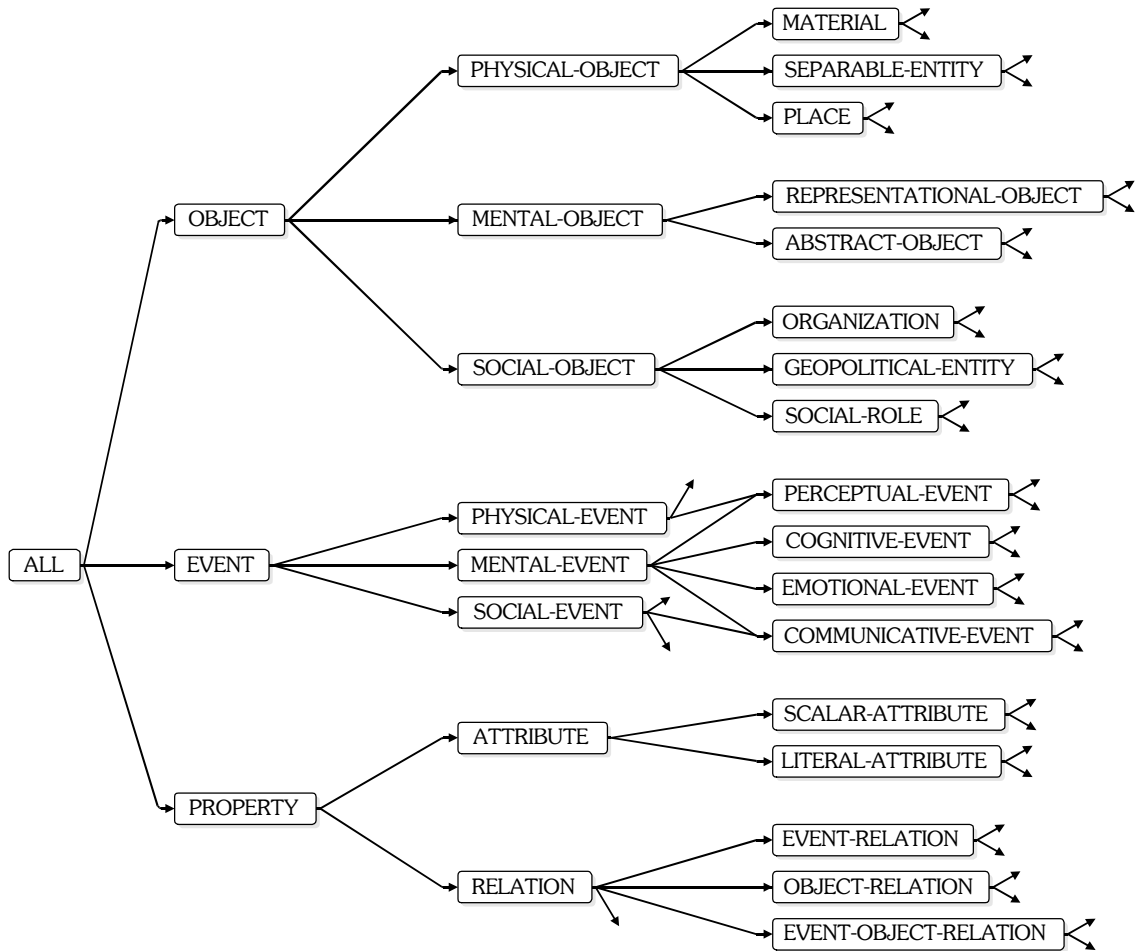 MATERIAL
PHYSICAL-OBJECT
SEPARABLE-ENTITY
PLACE
REPRESENTATIONAL-OBJECT
OBJECT
MENTAL-OBJECT
ABSTRACT-OBJECT
ORGANIZATION
SOCIAL-OBJECT
GEOPOLITICAL-ENTITY
SOCIAL-ROLE
PERCEPTUAL-EVENT
PHYSICAL-EVENT
COGNITIVE-EVENT
ALL
EVENT
MENTAL-EVENT
EMOTIONAL-EVENT
SOCIAL-EVENT
COMMUNICATIVE-EVENT
SCALAR-ATTRIBUTE
ATTRIBUTE
LITERAL-ATTRIBUTE
PROPERTY
EVENT-RELATION
RELATION
OBJECT-RELATION
EVENT-OBJECT-RELATION